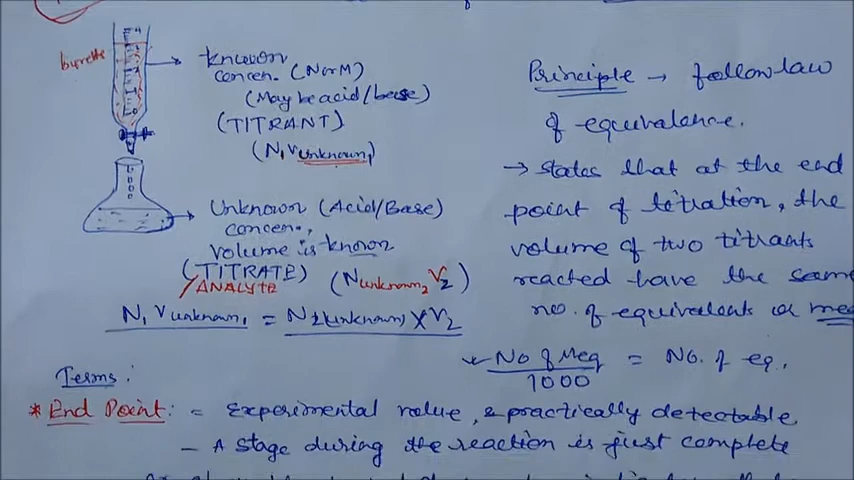 burette
known
concen. (N or M)
(May be acid/base)
(TITRANT)
(N₁ V unknown₁)
Unknown (Acid/Base)
concen.,
volume is known
(TITRATE)
/ANALYTE
(N unknown₂ V₂)
N₁ V unknown₁ = N₂(unknown) × V₂
Principle → follow law
of equivalence.
→ states that at the end
point of titration, the
volume of two titrants
reacted have the same
no. of equivalents or meq
No of Meq = No. of eq.
1000
Terms:
* End Point: = Experimental value, & practically detectable
- A stage during the reaction is just complete